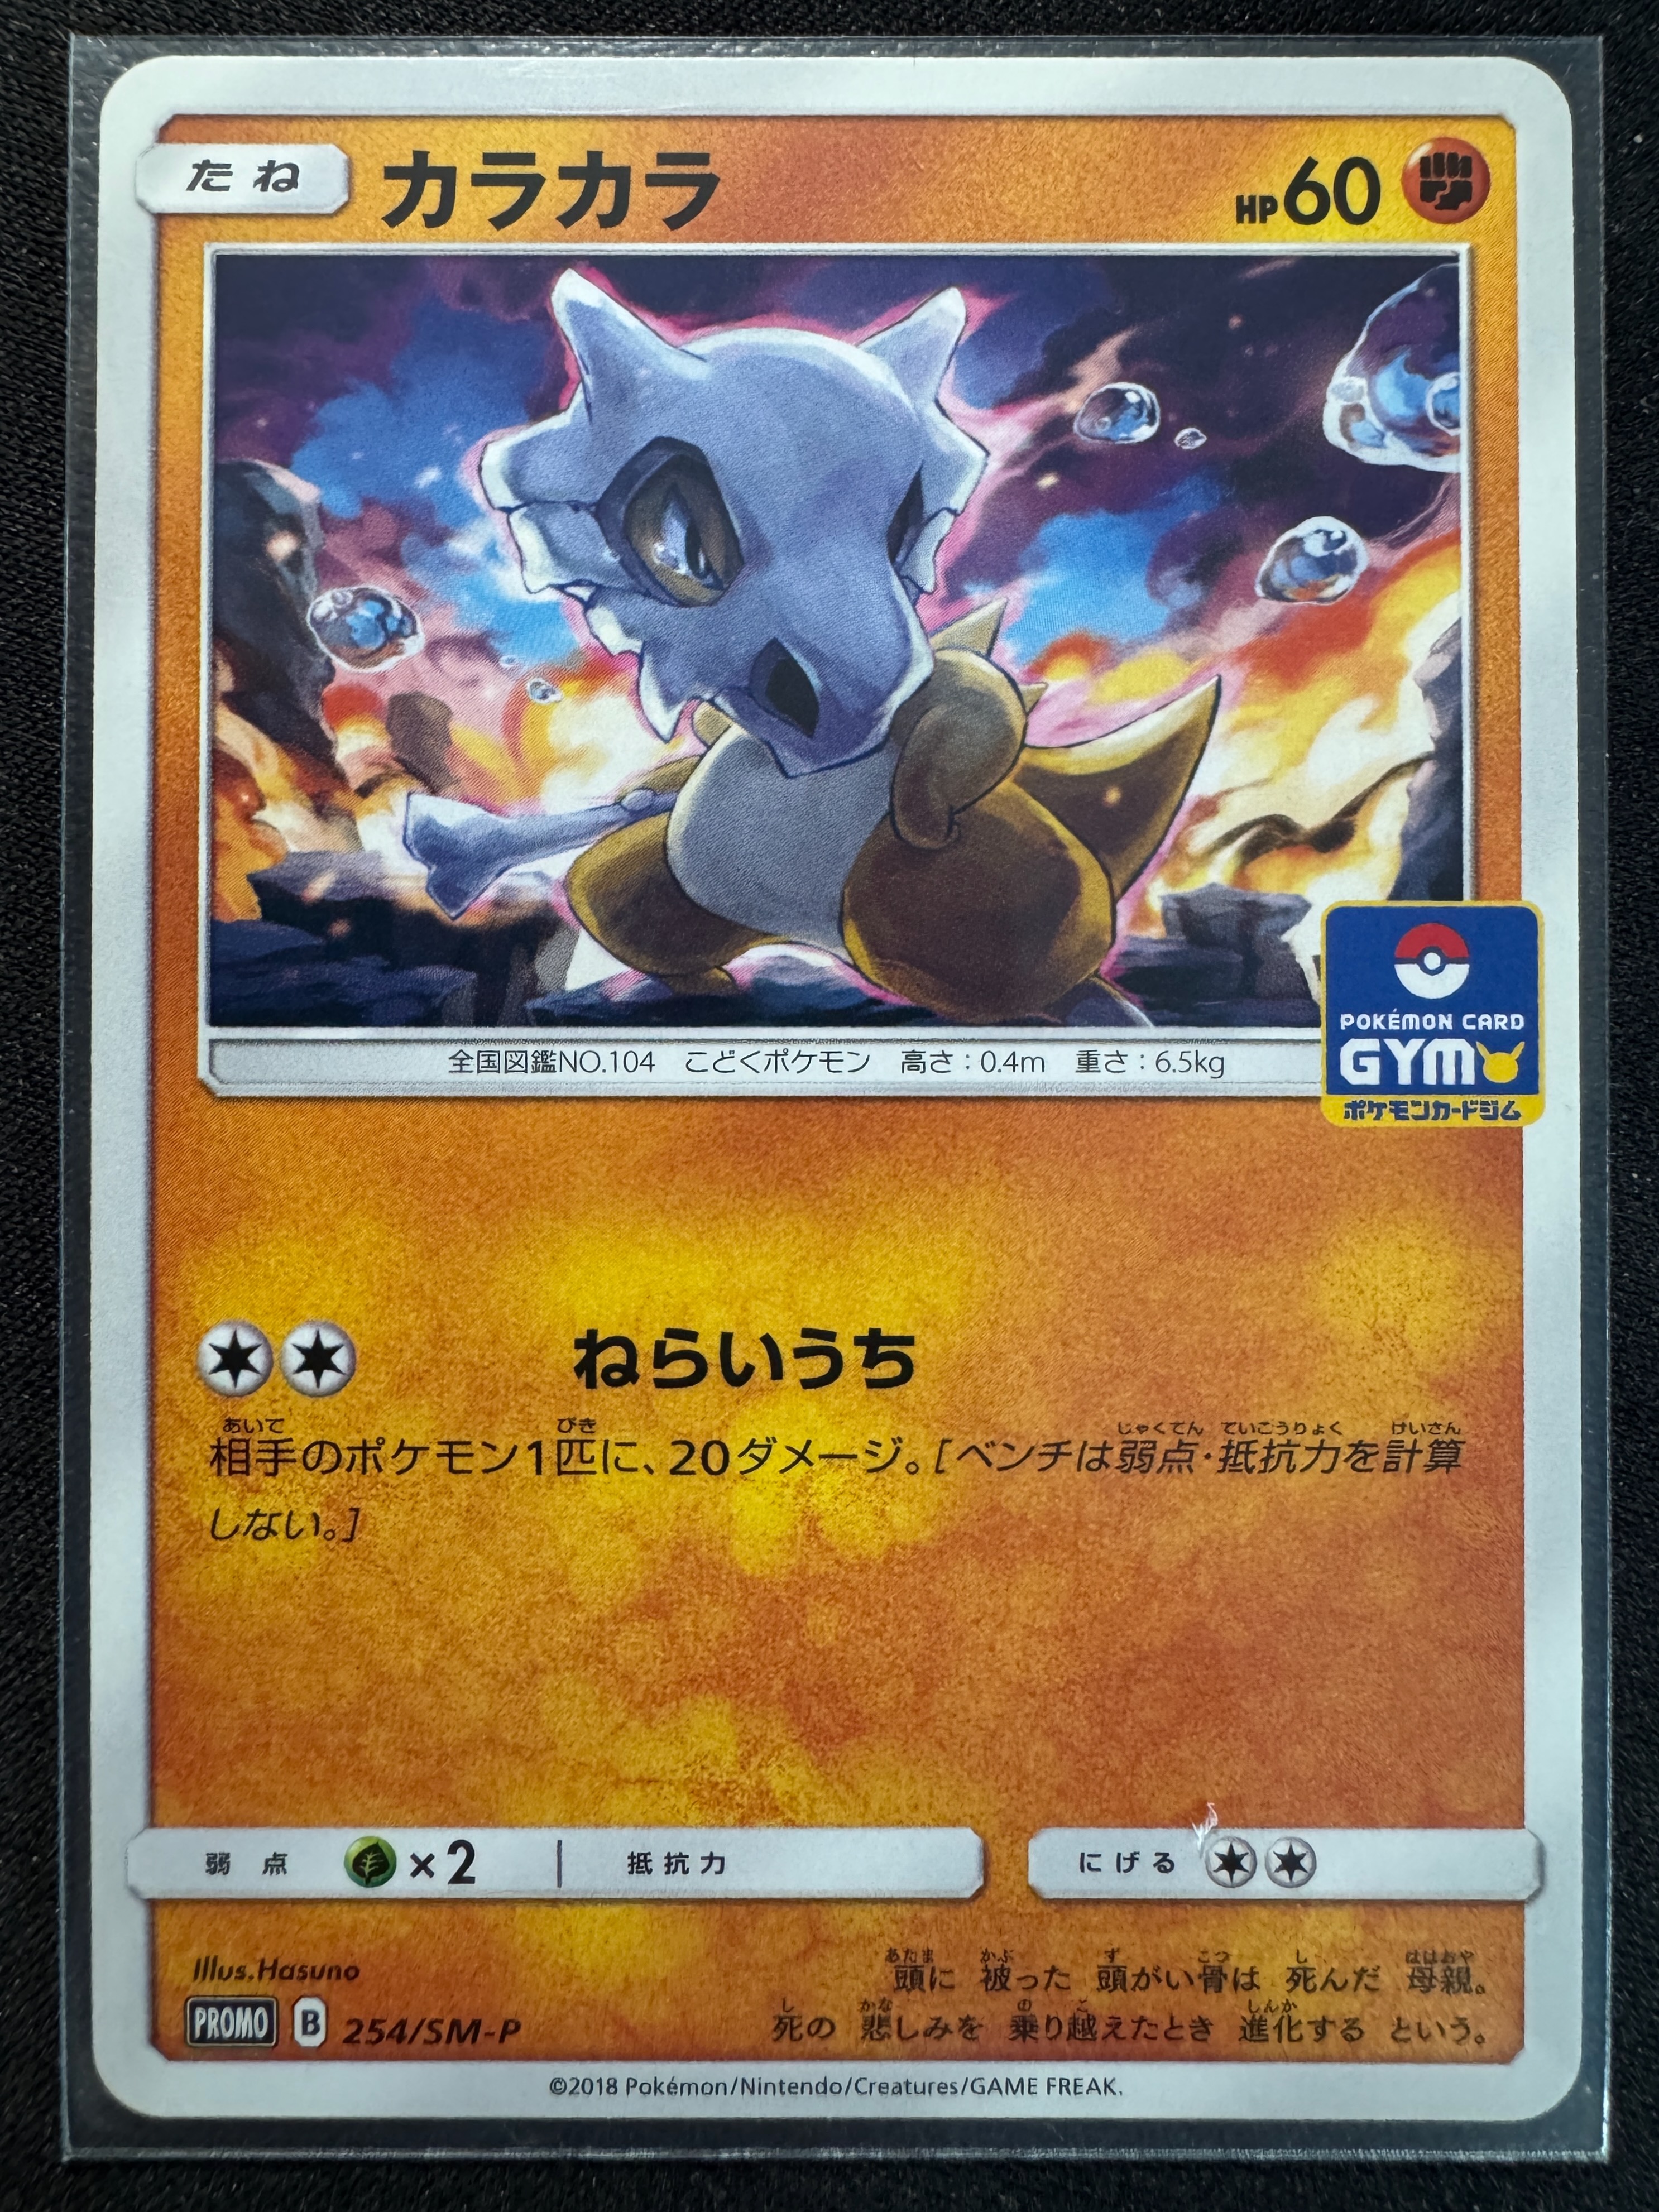 たね
カラカラ
HP60
全国図鑑NO.104 こどくポケモン 高さ：0.4m 重さ：6.5kg
POKÉMON CARD
GYM
ポケモンカードジム
ねらいうち
あいて びき じゃくてん ていこうりょく けいさん
相手のポケモン1匹に、20ダメージ。[ベンチは弱点・抵抗力を計算
しない。]
弱点 ×2 抵抗力
にげる
Illus.Hasuno
あたま かぶ ず こつ し ははおや
頭に 被った 頭がい骨は 死んだ 母親。
し かな の こ しんか
死の 悲しみを 乗り越えたとき 進化する という。
PROMO B 254/SM-P
©2018 Pokémon/Nintendo/Creatures/GAME FREAK.